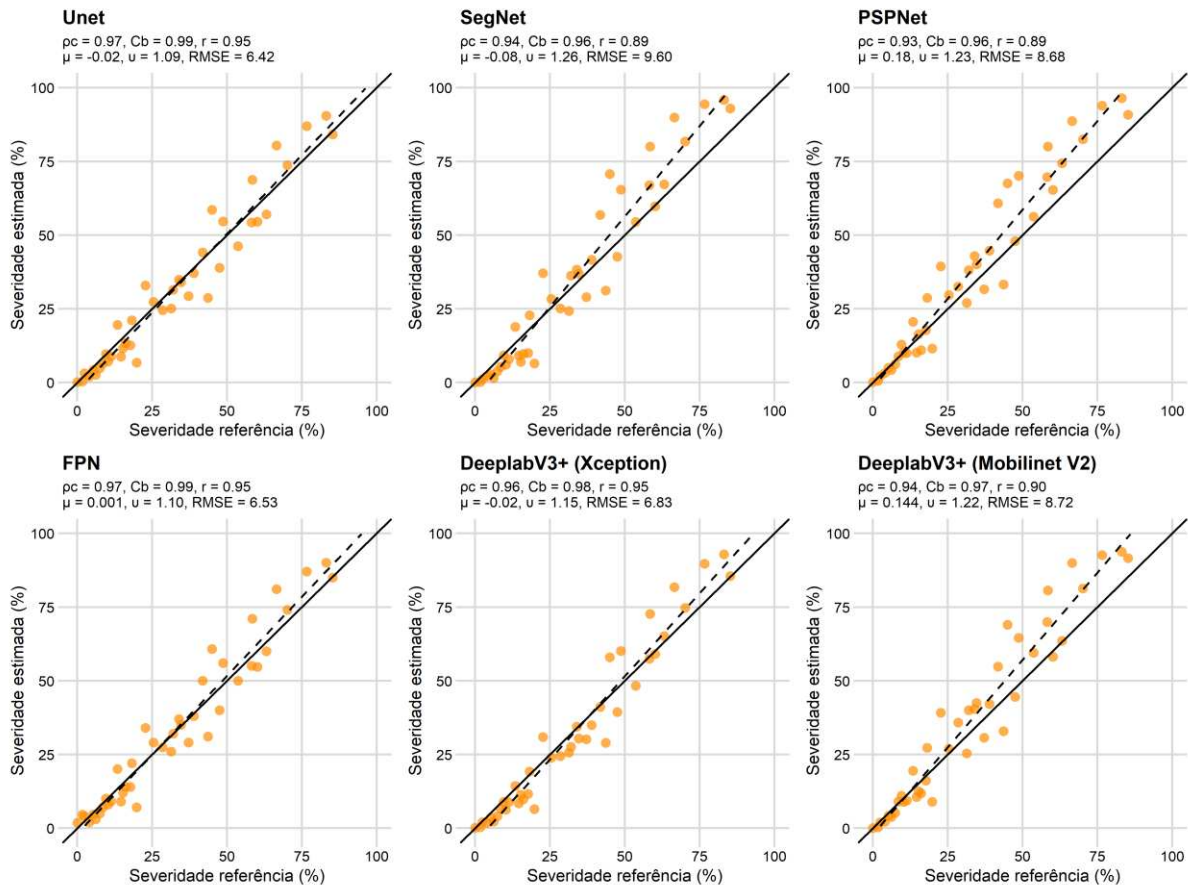 Unet
ρc = 0.97, Cb = 0.99, r = 0.95
μ = -0.02, υ = 1.09, RMSE = 6.42
100
75
50
25
0
Severidade estimada (%)
0 25 50 75 100
Severidade referência (%)
SegNet
ρc = 0.94, Cb = 0.96, r = 0.89
μ = -0.08, υ = 1.26, RMSE = 9.60
100
75
50
25
0
Severidade estimada (%)
0 25 50 75 100
Severidade referência (%)
PSPNet
ρc = 0.93, Cb = 0.96, r = 0.89
μ = 0.18, υ = 1.23, RMSE = 8.68
100
75
50
25
0
Severidade estimada (%)
0 25 50 75 100
Severidade referência (%)
FPN
ρc = 0.97, Cb = 0.99, r = 0.95
μ = 0.001, υ = 1.10, RMSE = 6.53
100
75
50
25
0
Severidade estimada (%)
0 25 50 75 100
Severidade referência (%)
DeeplabV3+ (Xception)
ρc = 0.96, Cb = 0.98, r = 0.95
μ = -0.02, υ = 1.15, RMSE = 6.83
100
75
50
25
0
Severidade estimada (%)
0 25 50 75 100
Severidade referência (%)
DeeplabV3+ (Mobilinet V2)
ρc = 0.94, Cb = 0.97, r = 0.90
μ = 0.144, υ = 1.22, RMSE = 8.72
100
75
50
25
0
Severidade estimada (%)
0 25 50 75 100
Severidade referência (%)